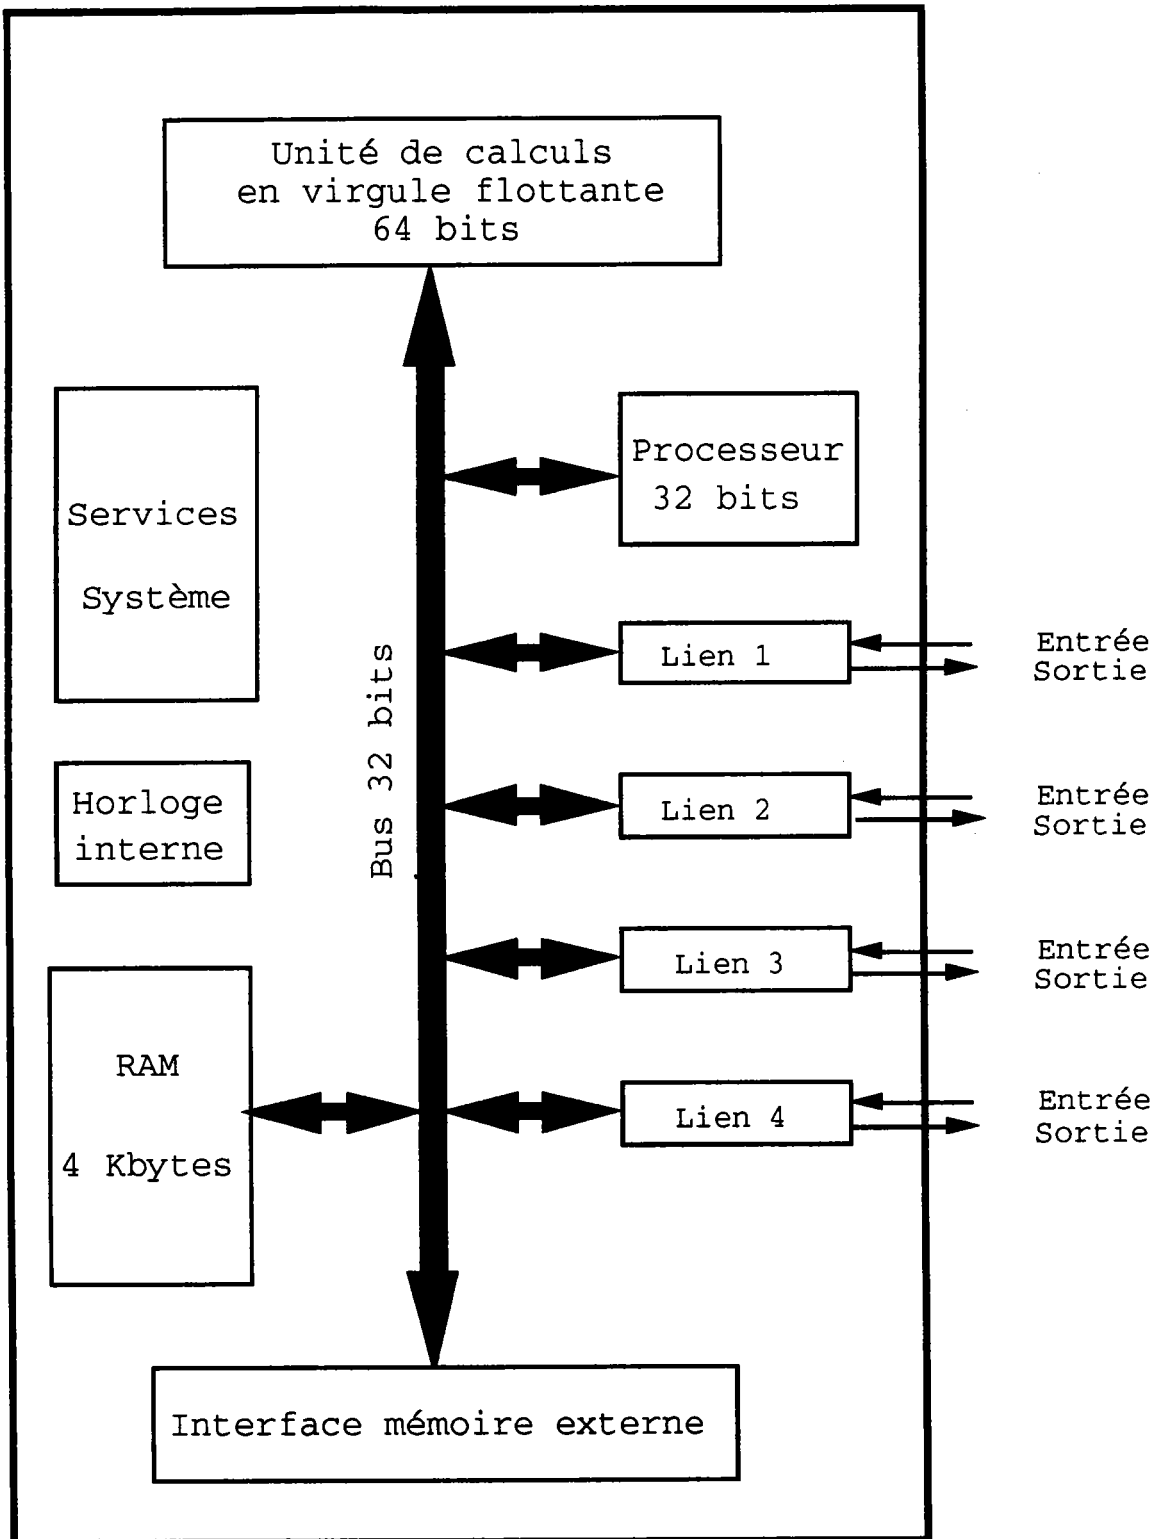 Unité de calculs
en virgule flottante
64 bits
Processeur
32 bits
Services
Système
Bus 32 bits
Lien 1
Entrée
Sortie
Horloge
interne
Lien 2
Entrée
Sortie
Lien 3
Entrée
Sortie
RAM
4 Kbytes
Lien 4
Entrée
Sortie
Interface mémoire externe